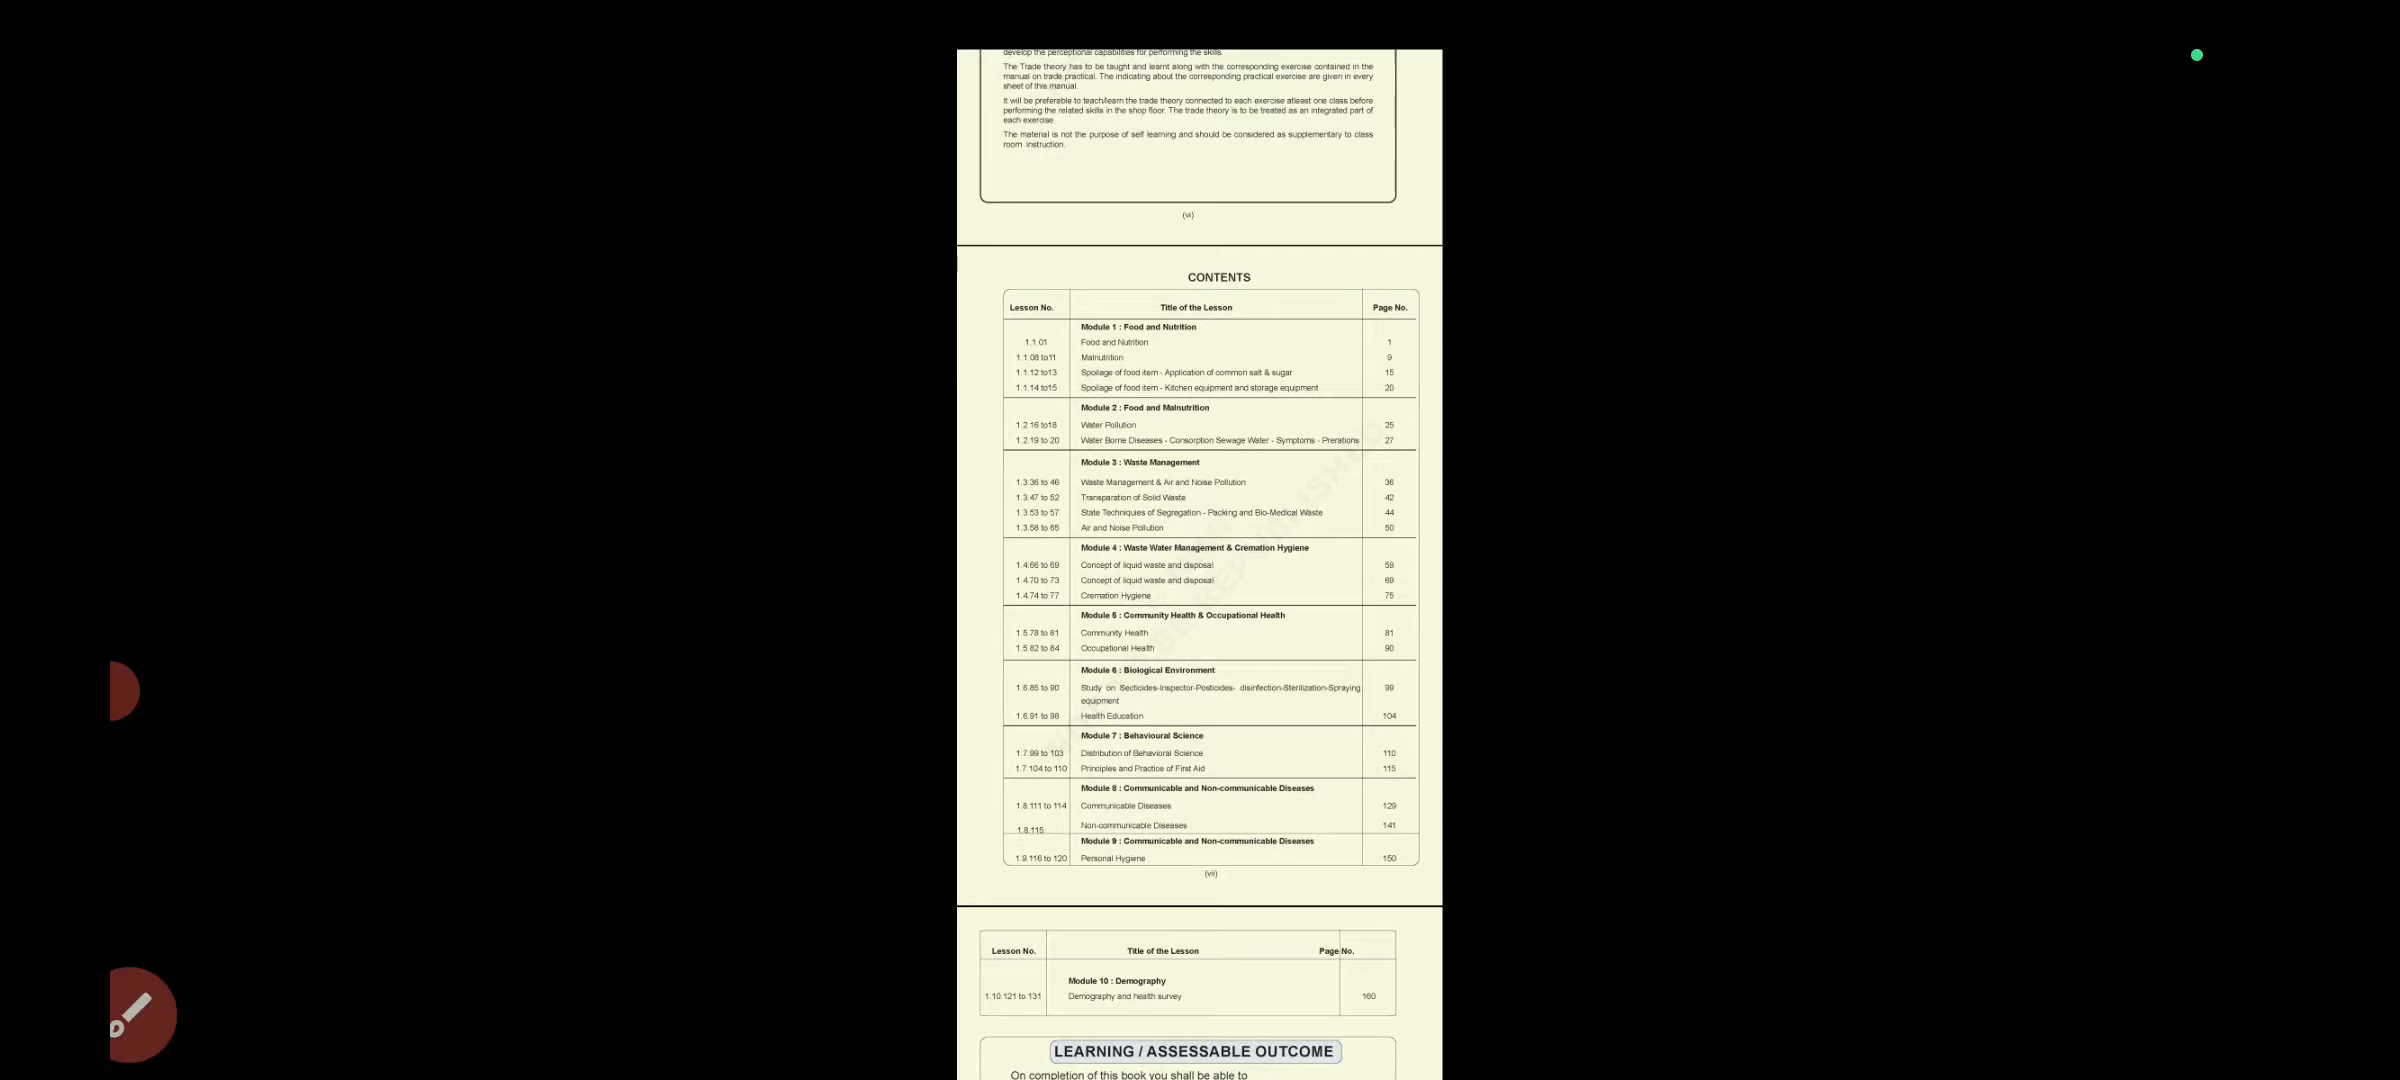 develop the perceptional capabilities for performing the skills.
The Trade theory has to be taught and learnt along with the corresponding exercise contained in the
manual on trade practical. The indicating about the corresponding practical exercise are given in every
sheet of this manual.
It will be preferable to teach/learn the trade theory connected to each exercise atleast one class before
performing the related skills in the shop floor. The trade theory is to be treated as an integrated part of
each exercise.
The material is not the purpose of self learning and should be considered as supplementary to class
room instruction.
(vi)
CONTENTS
Lesson No. Title of the Lesson Page No.
Module 1 : Food and Nutrition
1.1.01 Food and Nutrition 1
1.1.08 to11 Malnutrition 9
1.1.12 to13 Spoilage of food item - Application of common salt & sugar 15
1.1.14 to15 Spoilage of food item - Kitchen equipment and storage equipment 20
Module 2 : Food and Malnutrition
1.2.16 to18 Water Pollution 25
1.2.19 to 20 Water Borne Diseases - Consorption Sewage Water - Symptoms - Prerations 27
Module 3 : Waste Management
1.3.36 to 46 Waste Management & Air and Noise Pollution 36
1.3.47 to 52 Transparation of Solid Waste 42
1.3.53 to 57 State Techniquies of Segregation - Packing and Bio-Medical Waste 44
1.3.58 to 65 Air and Noise Pollution 50
Module 4 : Waste Water Management & Cremation Hygiene
1.4.66 to 69 Concept of liquid waste and disposal 59
1.4.70 to 73 Concept of liquid waste and disposal 69
1.4.74 to 77 Cremation Hygiene 75
Module 5 : Community Health & Occupational Health
1.5.78 to 81 Community Health 81
1.5.82 to 84 Occupational Health 90
Module 6 : Biological Environment
1.6.85 to 90 Study on Secticides-Inspector-Posticides- disinfection-Sterilization-Spraying 99
equipment
1.6.91 to 98 Health Education 104
Module 7 : Behavioural Science
1.7.99 to 103 Distribution of Behavioral Science 110
1.7.104 to 110 Principles and Practice of First Aid 115
Module 8 : Communicable and Non-communicable Diseases
1.8.111 to 114 Communicable Diseases 129
1.8.115 Non-communicable Diseases 141
Module 9 : Communicable and Non-communicable Diseases
1.9.116 to 120 Personal Hygiene 150
(vii)
Lesson No. Title of the Lesson Page No.
Module 10 : Demography
1.10.121 to 131 Demography and health survey 160
LEARNING / ASSESSABLE OUTCOME
On completion of this book you shall be able to